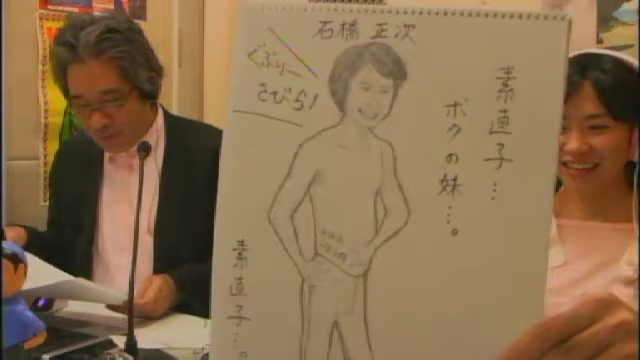 石橋 正次
ぐぶりー
さびら!
素直子…
ボクの妹…。
素直子…。